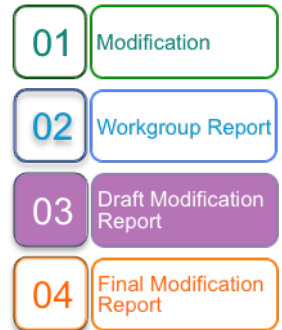 01 Modification
02 Workgroup Report
03 Draft Modification
Report
04 Final Modification
Report